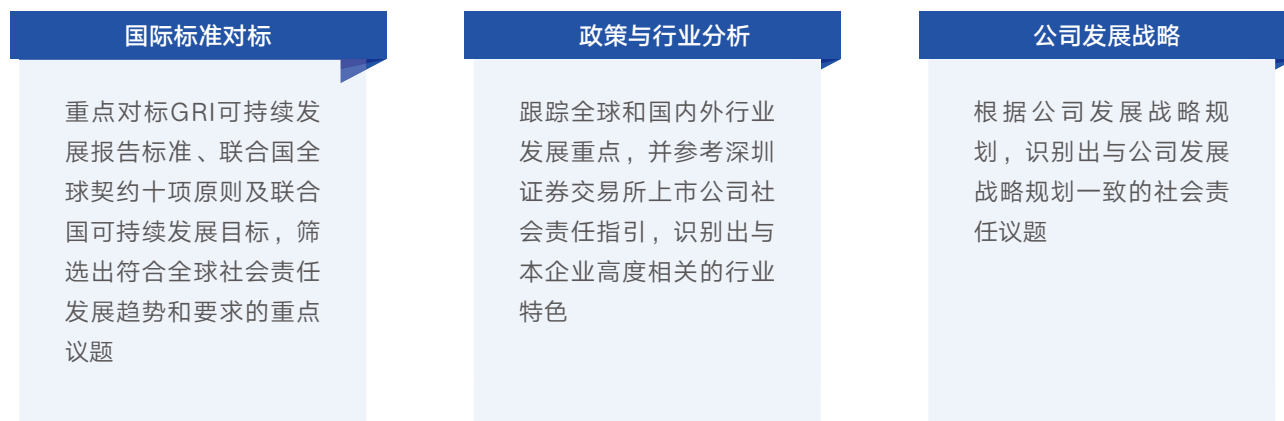 国际标准对标
重点对标GRI可持续发
展报告标准、联合国全
球契约十项原则及联合
国可持续发展目标，筛
选出符合全球社会责任
发展趋势和要求的重点
议题
政策与行业分析
跟踪全球和国内外行业
发展重点，并参考深圳
证券交易所上市公司社
会责任指引，识别出与
本企业高度相关的行业
特色
公司发展战略
根据公司发展战略规
划，识别出与公司发展
战略规划一致的社会责
任议题